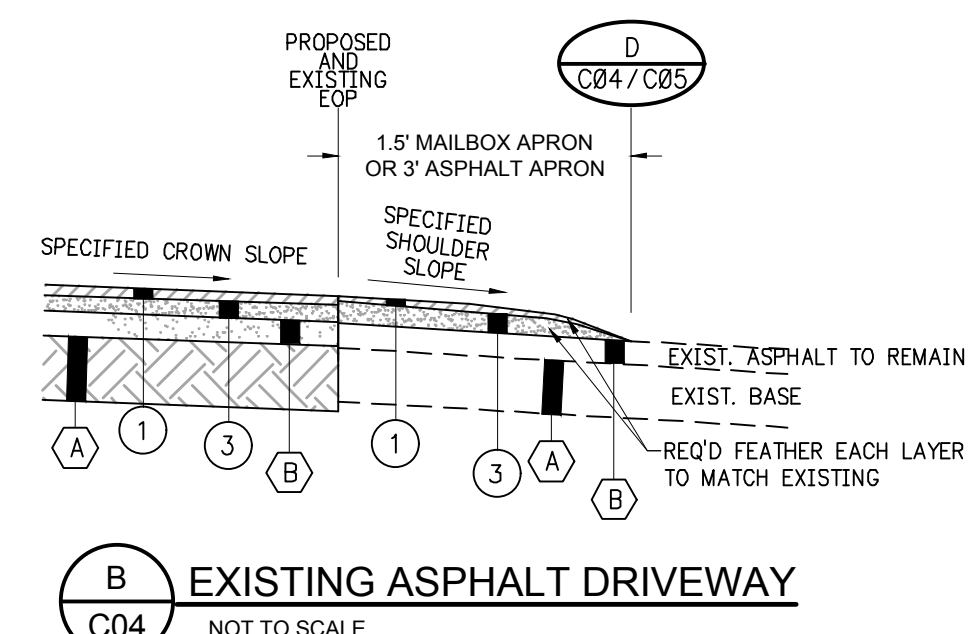 PROPOSED
AND
EXISTING
EOP
D
CØ4/CØ5
1.5' MAILBOX APRON
OR 3' ASPHALT APRON
SPECIFIED CROWN SLOPE
SPECIFIED
SHOULDER
SLOPE
EXIST. ASPHALT TO REMAIN
EXIST. BASE
REQ'D FEATHER EACH LAYER
TO MATCH EXISTING
A
1
3
B
1
3
A
B
B
C04
EXISTING ASPHALT DRIVEWAY
NOT TO SCALE